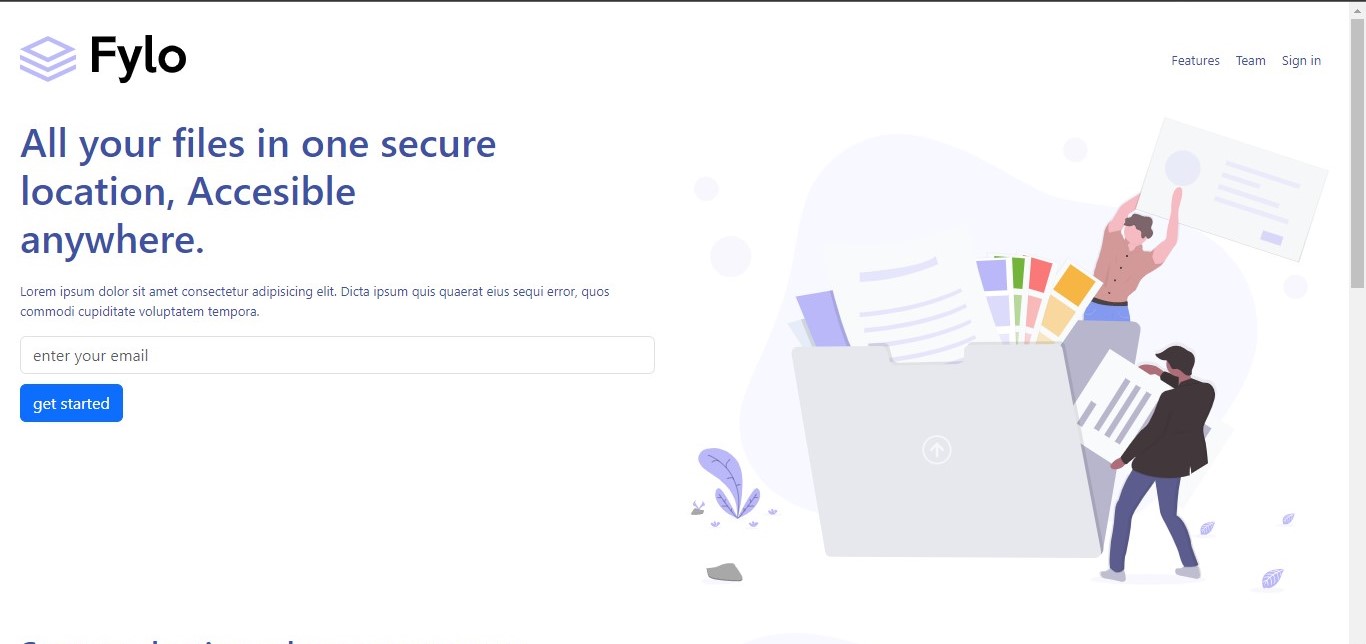 Fylo
Features Team Sign in
All your files in one secure
location, Accesible
anywhere.
Lorem ipsum dolor sit amet consectetur adipisicing elit. Dicta ipsum quis quaerat eius sequi error, quos
commodi cupiditate voluptatem tempora.
enter your email
get started